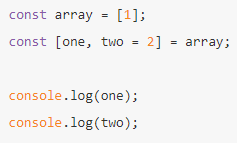 const array = [1];
const [one, two = 2] = array;
console.log(one);
console.log(two);